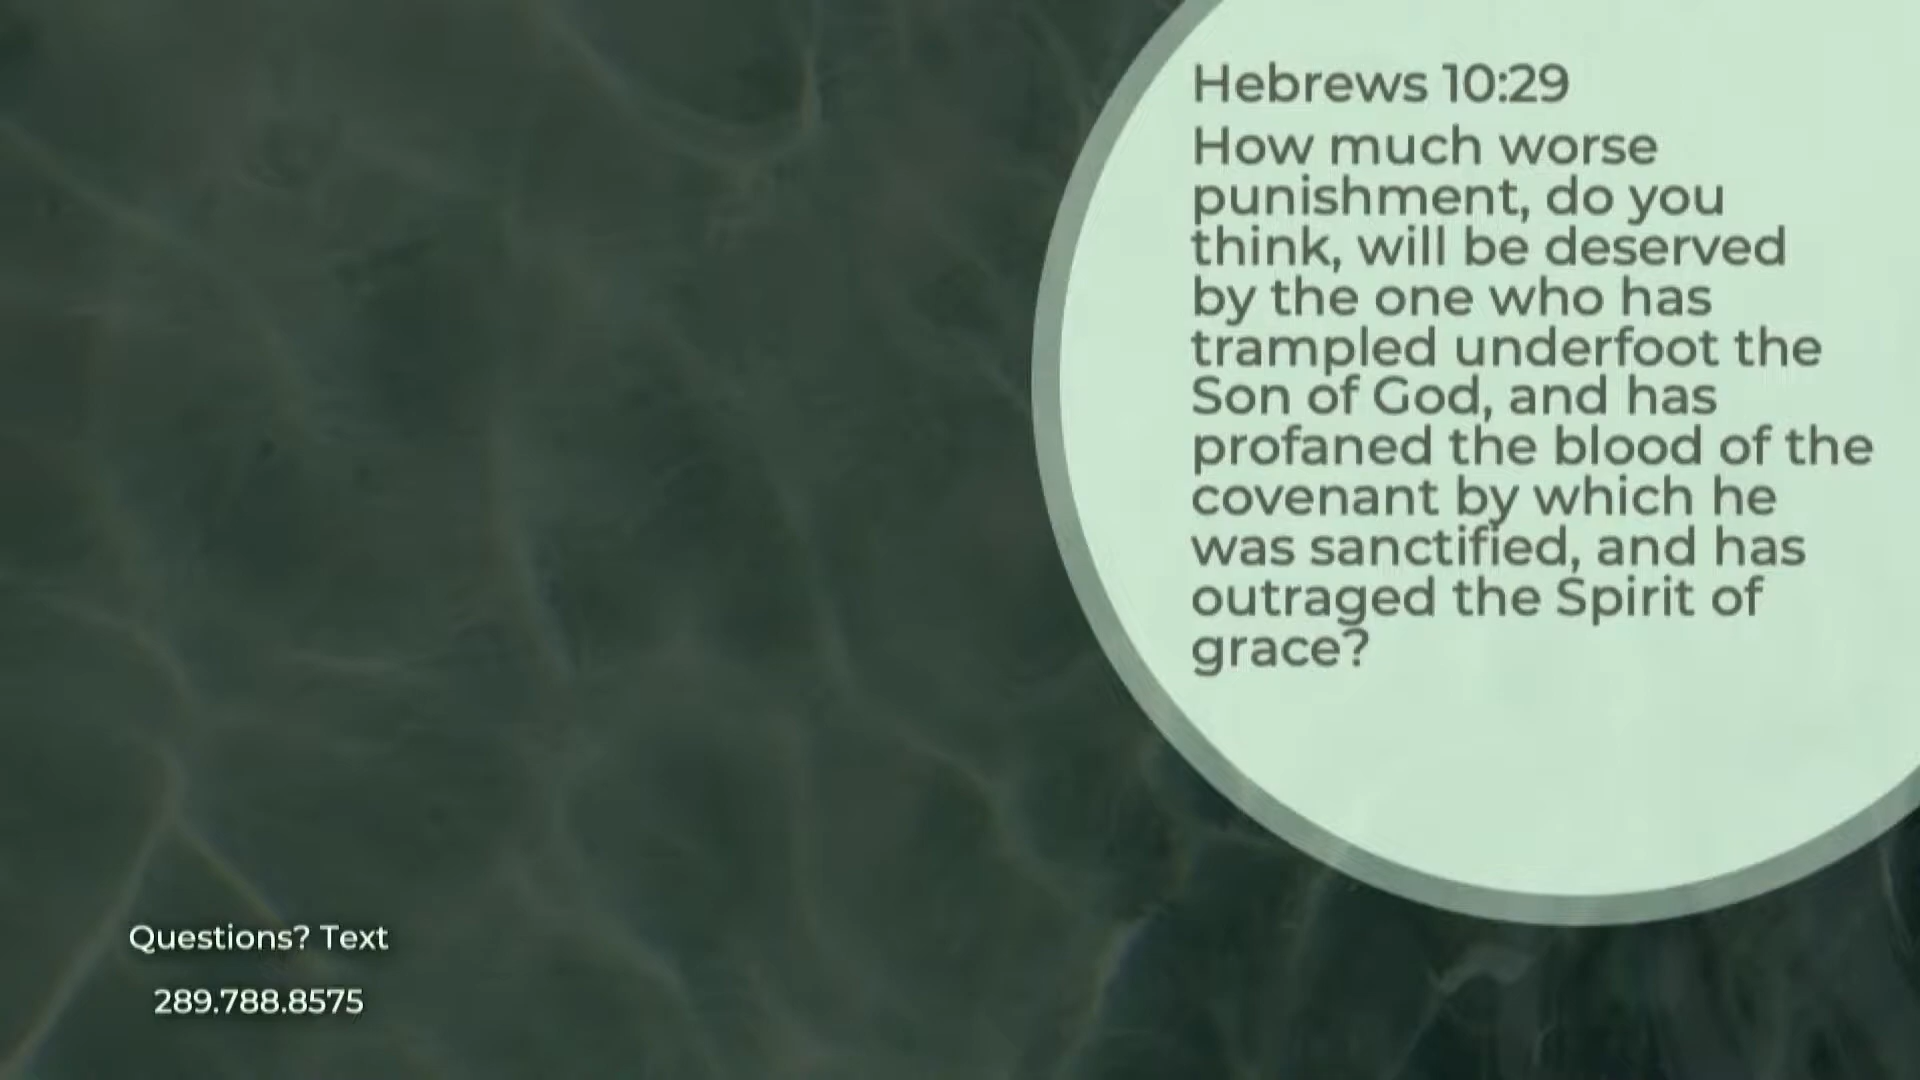 Hebrews 10:29
How much worse
punishment, do you
think, will be deserved
by the one who has
trampled underfoot the
Son of God, and has
profaned the blood of the
covenant by which he
was sanctified, and has
outraged the Spirit of
grace?
Questions? Text
289.788.8575